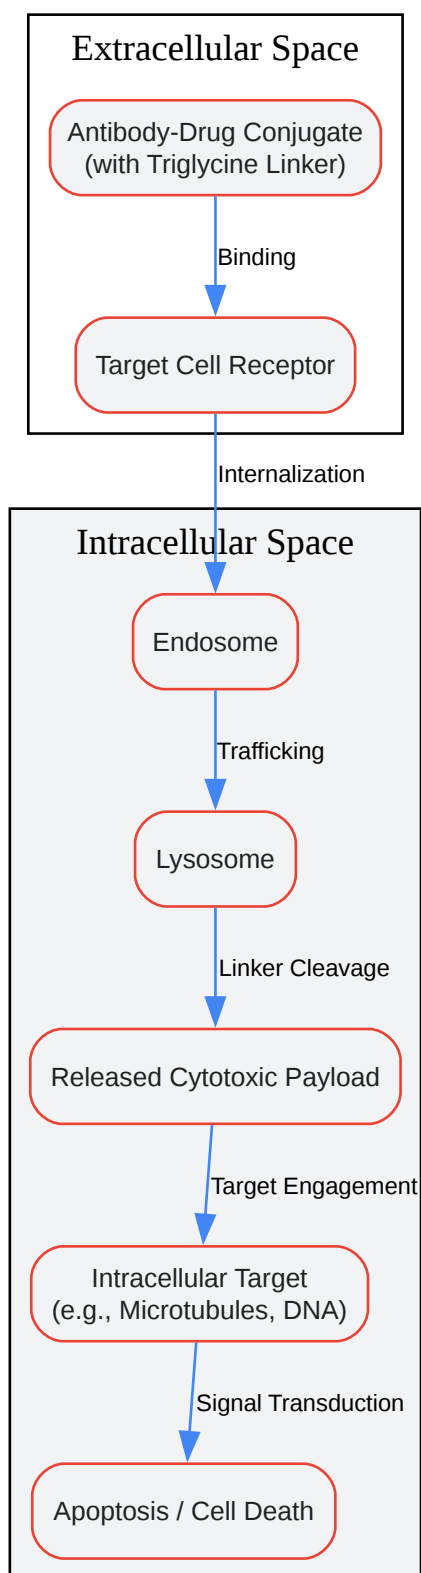 Extracellular Space
Antibody-Drug Conjugate
(with Triglycine Linker)
Binding
Target Cell Receptor
Internalization
Intracellular Space
Endosome
Trafficking
Lysosome
Linker Cleavage
Released Cytotoxic Payload
Target Engagement
Intracellular Target
(e.g., Microtubules, DNA)
Signal Transduction
Apoptosis / Cell Death